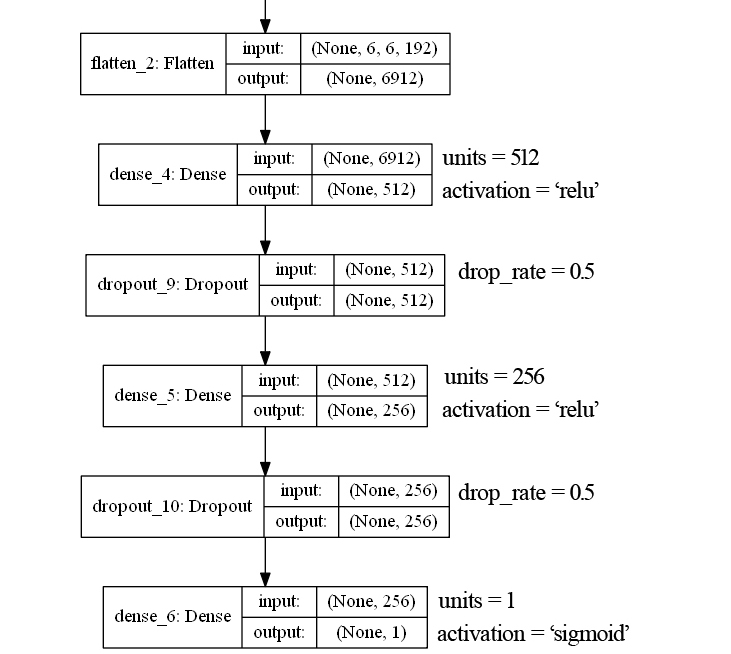 flatten_2: Flatten
input: (None, 6, 6, 192)
output: (None, 6912)
dense_4: Dense
input: (None, 6912)
output: (None, 512)
units = 512
activation = ‘relu’
dropout_9: Dropout
input: (None, 512)
output: (None, 512)
drop_rate = 0.5
dense_5: Dense
input: (None, 512)
output: (None, 256)
units = 256
activation = ‘relu’
dropout_10: Dropout
input: (None, 256)
output: (None, 256)
drop_rate = 0.5
dense_6: Dense
input: (None, 256)
output: (None, 1)
units = 1
activation = ‘sigmoid’